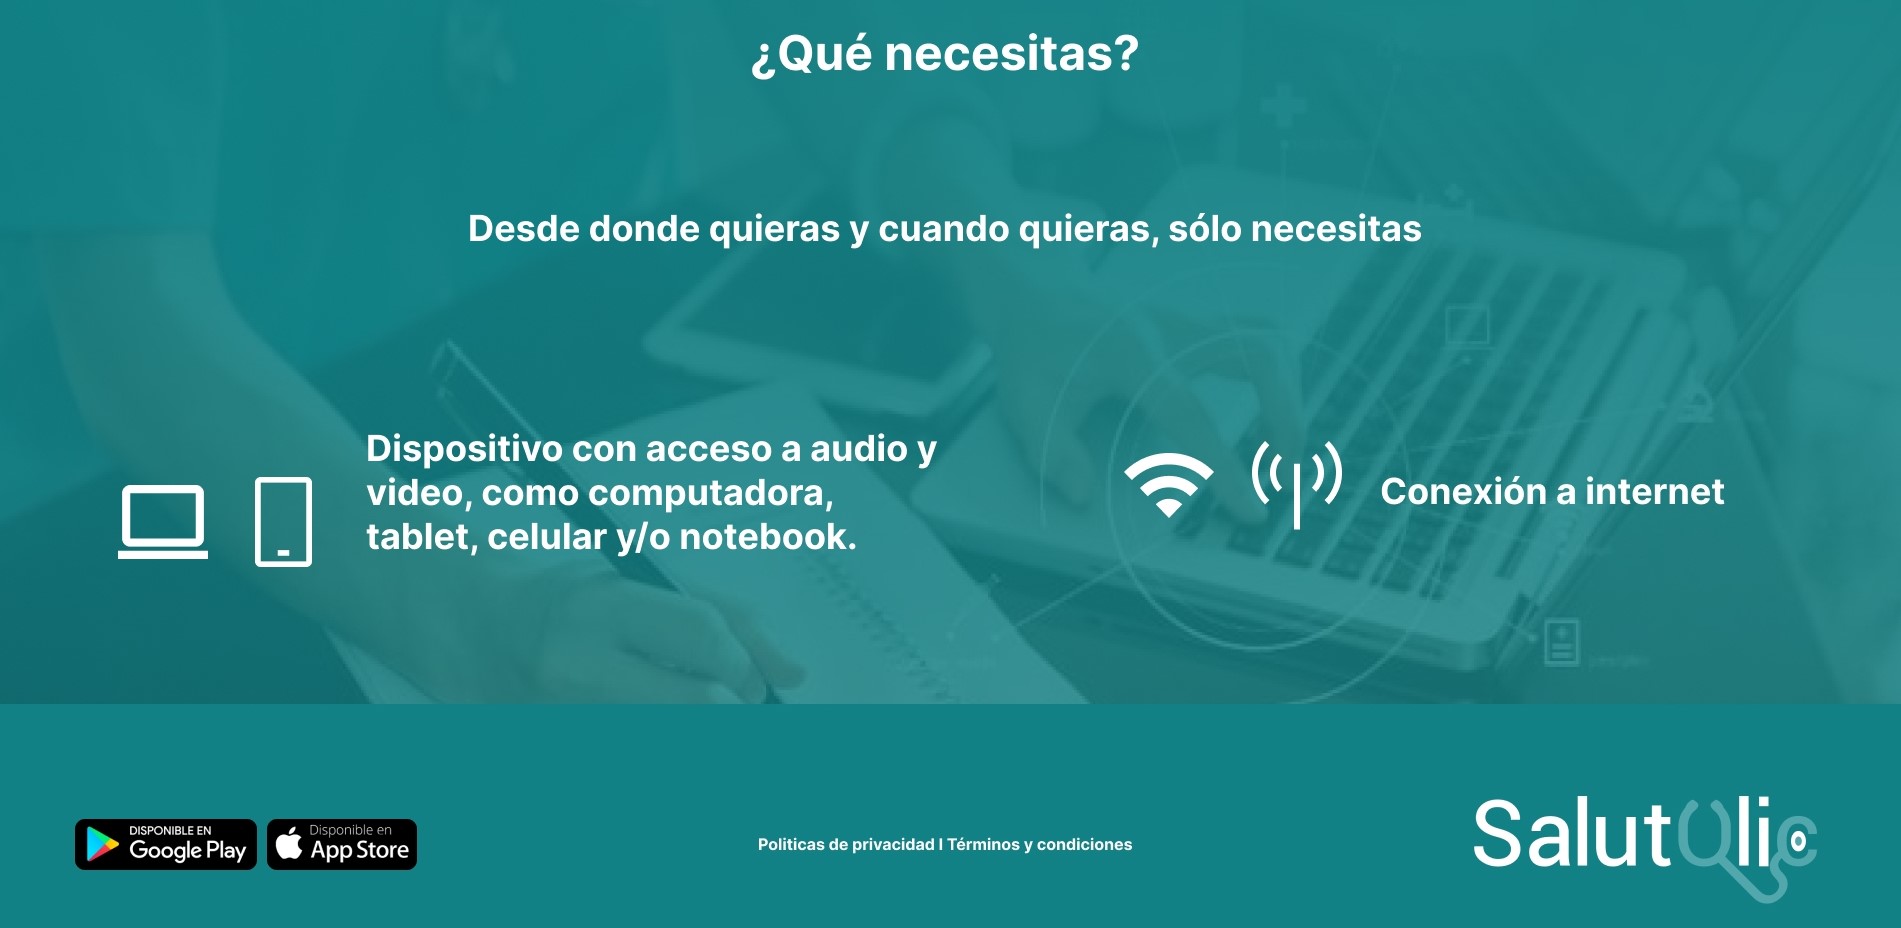 ¿Qué necesitas?
Desde donde quieras y cuando quieras, sólo necesitas
Dispositivo con acceso a audio y
video, como computadora,
tablet, celular y/o notebook.
Conexión a internet
DISPONIBLE EN
Google Play
Disponible en
App Store
Politicas de privacidad I Términos y condiciones